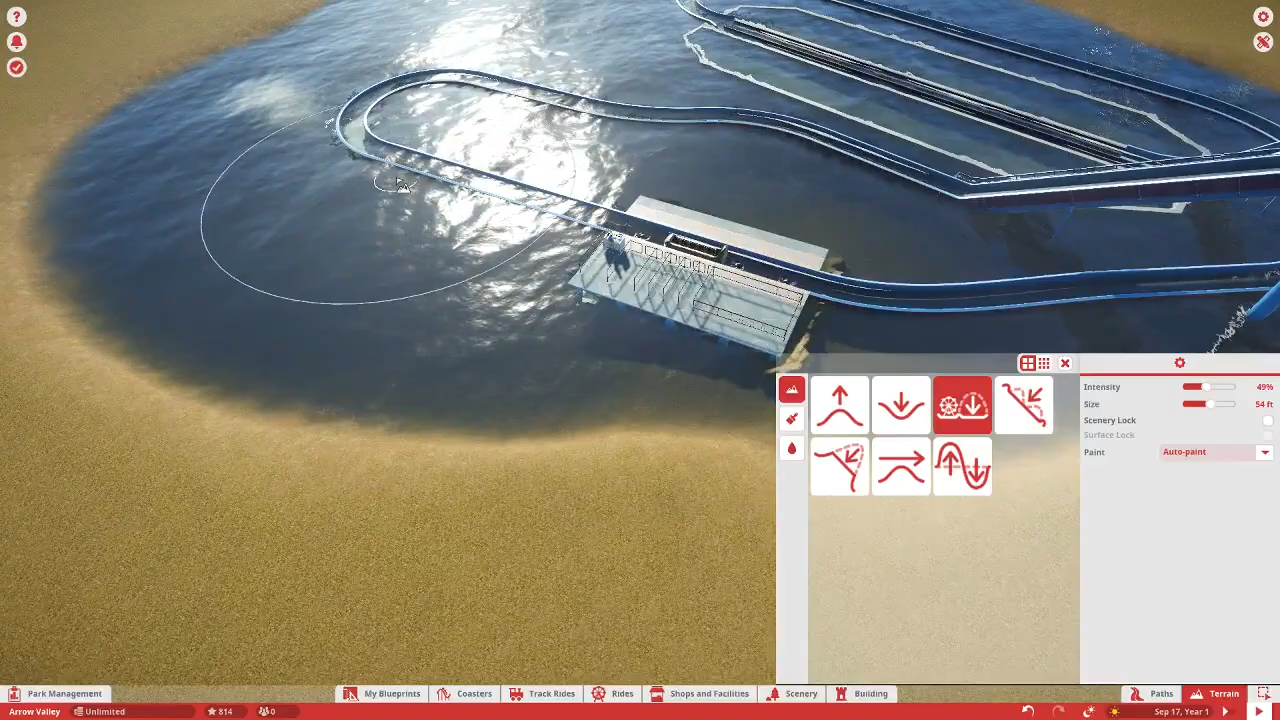 ?
Intensity 49%
Size 54 ft
Scenery Lock
Surface Lock
Paint Auto-paint
Park Management My Blueprints Coasters Track Rides Rides Shops and Facilities Scenery Building Paths Terrain
Arrow Valley Unlimited 814 0 Sep 17, Year 1